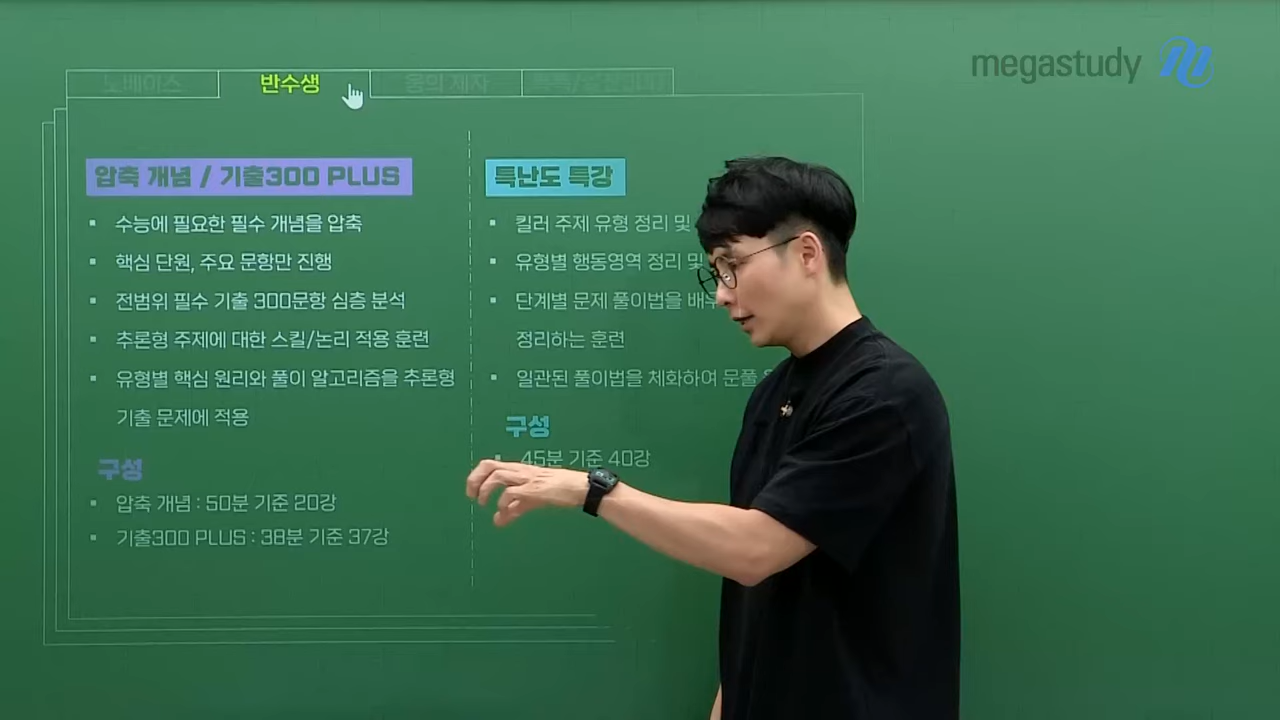 megastudy
노베이스
반수생
웅의 제자
압축 개념 / 기출300 PLUS
수능에 필요한 필수 개념을 압축
핵심 단원, 주요 문항만 진행
전범위 필수 기출 300문항 심층 분석
추론형 주제에 대한 스킬/논리 적용 훈련
유형별 핵심 원리와 풀이 알고리즘을 추론형
기출 문제에 적용
구성
압축 개념 : 50분 기준 20강
기출300 PLUS : 38분 기준 37강
특난도 특강
킬러 주제 유형 정리 및
유형별 행동영역 정리 및
단계별 문제 풀이법을
정리하는 훈련
일관된 풀이법을 체화하여 문풀
구성
45분 기준 40강